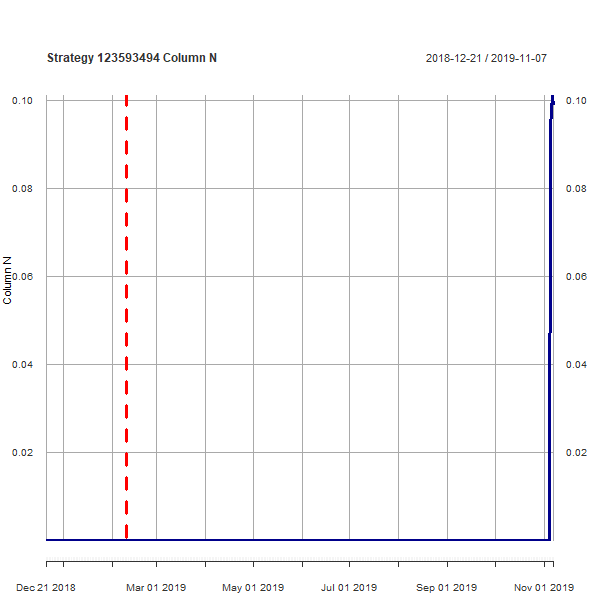 Strategy 123593494 Column N
2018-12-21 / 2019-11-07
0.10
0.10
0.08
0.08
Column N
0.06
0.06
0.04
0.04
0.02
0.02
Dec 21 2018
Mar 01 2019
May 01 2019
Jul 01 2019
Sep 01 2019
Nov 01 2019